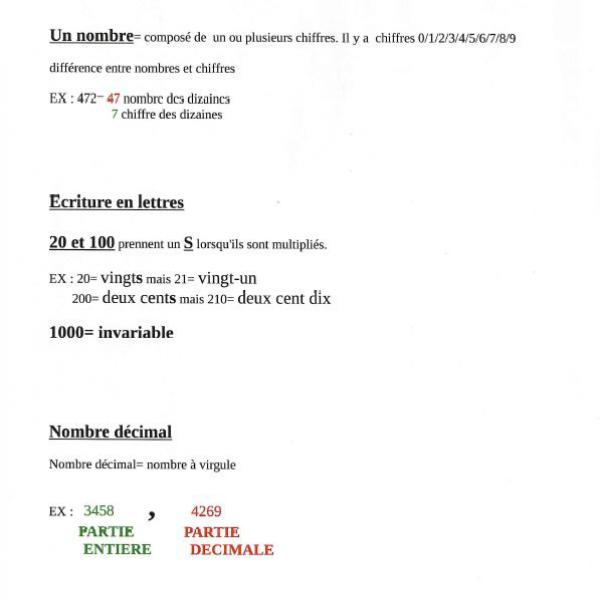 Un nombre= composé de un ou plusieurs chiffres. Il y a chiffres 0/1/2/3/4/5/6/7/8/9
différence entre nombres et chiffres
EX : 472– 47 nombre des dizaines
7 chiffre des dizaines
Ecriture en lettres
20 et 100 prennent un S lorsqu'ils sont multipliés.
EX : 20= vingts mais 21= vingt-un
200= deux cents mais 210= deux cent dix
1000= invariable
Nombre décimal
Nombre décimal= nombre à virgule
EX : 3458 , 4269
PARTIE PARTIE
ENTIERE DECIMALE